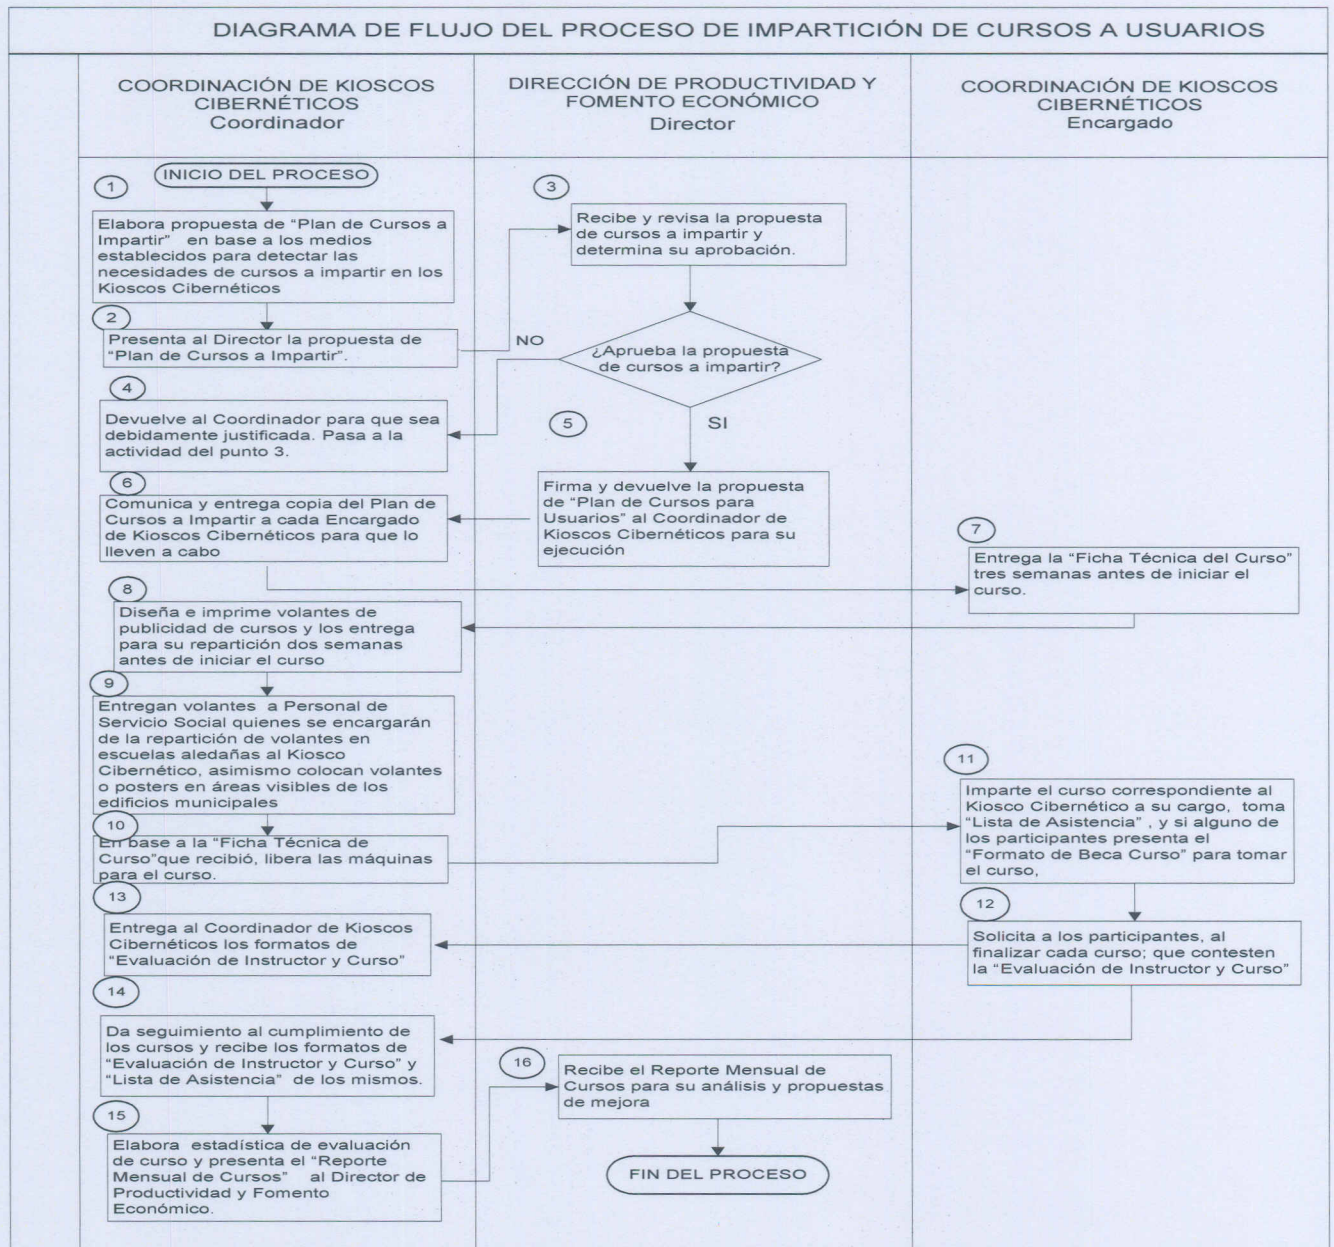 DIAGRAMA DE FLUJO DEL PROCESO DE IMPARTICIÓN DE CURSOS A USUARIOS
COORDINACIÓN DE KIOSCOS
CIBERNÉTICOS
Coordinador
DIRECCIÓN DE PRODUCTIVIDAD Y
FOMENTO ECONÓMICO
Director
COORDINACIÓN DE KIOSCOS
CIBERNÉTICOS
Encargado
INICIO DEL PROCESO
1
Elabora propuesta de “Plan de Cursos a
Impartir” en base a los medios
establecidos para detectar las
necesidades de cursos a impartir en los
Kioscos Cibernéticos
2
Presenta al Director la propuesta de
“Plan de Cursos a Impartir”.
3
Recibe y revisa la propuesta
de cursos a impartir y
determina su aprobación.
¿Aprueba la propuesta
de cursos a impartir?
NO
SI
4
Devuelve al Coordinador para que sea
debidamente justificada. Pasa a la
actividad del punto 3.
5
Firma y devuelve la propuesta
de “Plan de Cursos para
Usuarios” al Coordinador de
Kioscos Cibernéticos para su
ejecución
6
Comunica y entrega copia del Plan de
Cursos a Impartir a cada Encargado
de Kioscos Cibernéticos para que lo
lleven a cabo
7
Entrega la “Ficha Técnica del Curso”
tres semanas antes de iniciar el
curso.
8
Diseña e imprime volantes de
publicidad de cursos y los entrega
para su repartición dos semanas
antes de iniciar el curso
9
Entregan volantes a Personal de
Servicio Social quienes se encargarán
de la repartición de volantes en
escuelas aledañas al Kiosco
Cibernético, asimismo colocan volantes
o posters en áreas visibles de los
edificios municipales
10
En base a la “Ficha Técnica de
Curso”que recibió, libera las máquinas
para el curso.
11
Imparte el curso correspondiente al
Kiosco Cibernético a su cargo, toma
“Lista de Asistencia” , y si alguno de
los participantes presenta el
“Formato de Beca Curso” para tomar
el curso,
12
Solicita a los participantes, al
finalizar cada curso; que contesten
la “Evaluación de Instructor y Curso”
13
Entrega al Coordinador de Kioscos
Cibernéticos los formatos de
“Evaluación de Instructor y Curso”
14
Da seguimiento al cumplimiento de
los cursos y recibe los formatos de
“Evaluación de Instructor y Curso” y
“Lista de Asistencia” de los mismos.
15
Elabora estadística de evaluación
de curso y presenta el “Reporte
Mensual de Cursos” al Director de
Productividad y Fomento
Económico.
16
Recibe el Reporte Mensual de
Cursos para su análisis y propuestas
de mejora
FIN DEL PROCESO